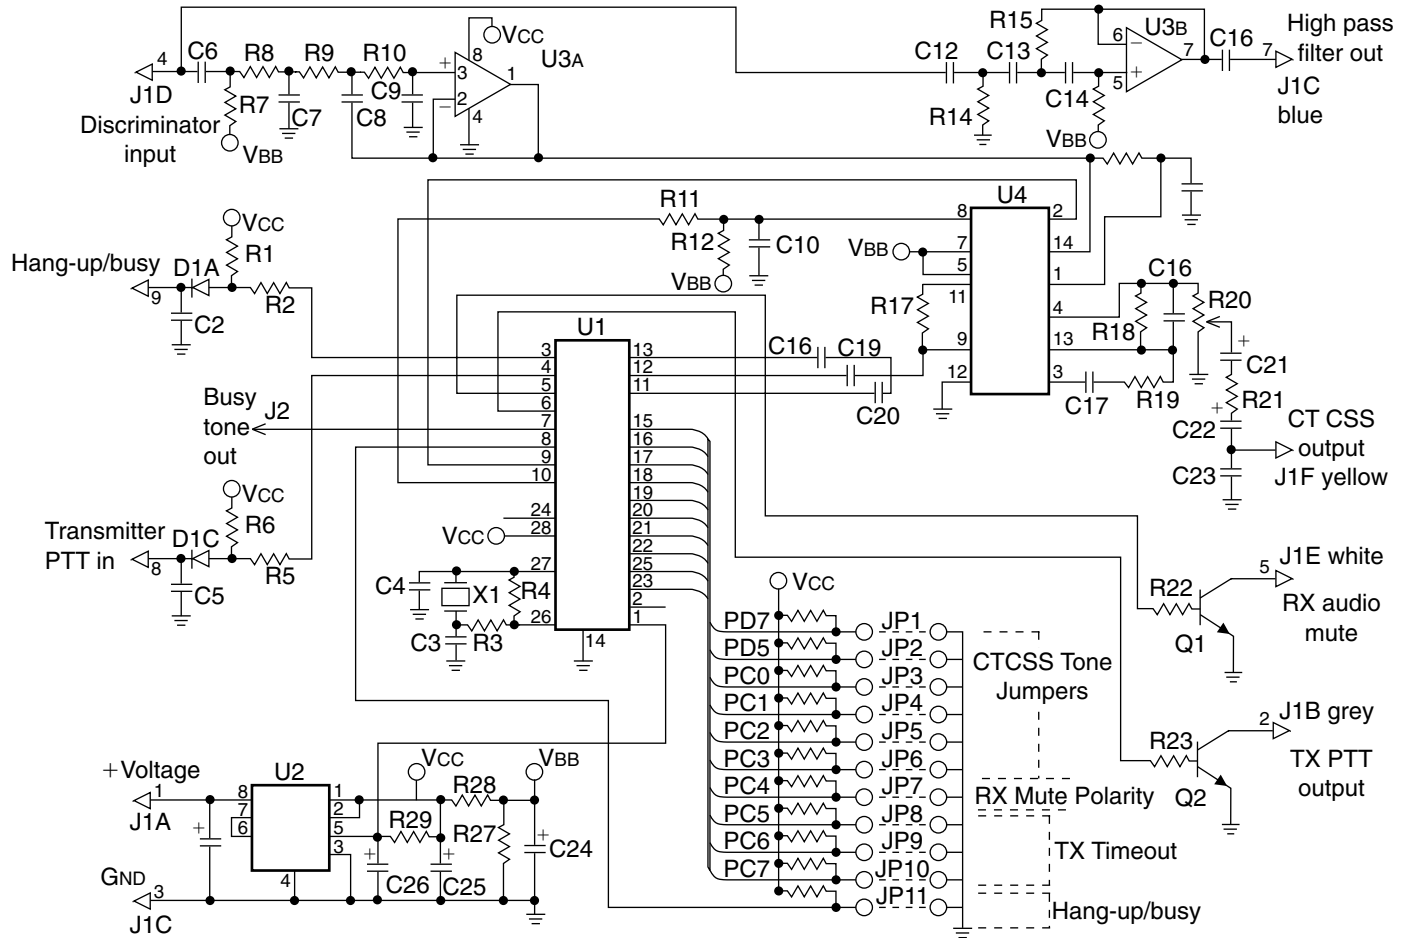 4
J1D
Discriminator
input
C6
R7
VBB
R8
C7
R9
C8
R10
C9
+
3
2
−
8
VCC
U3A
1
4
C12
R14
C13
R15
C14
VBB
6
−
+
5
U3B
7
C16
7
High pass
filter out
J1C
blue
Hang-up/busy
9
D1A
C2
VCC
R1
R2
R11
R12
VBB
C10
VBB
U4
8
7
5
11
9
12
2
14
1
4
13
3
R17
R18
C16
R20
C17
R19
+
C21
R21
+
C22
C23
CT CSS
output
J1F yellow
Busy
tone
out
J2
Transmitter
PTT in
8
D1C
C5
VCC
R6
R5
U1
3
4
5
6
7
8
9
10
24
28
27
26
14
13
12
11
15
16
17
18
19
20
21
22
25
23
2
1
C16
C19
C20
VCC
C4
X1
R4
C3
R3
VCC
PD7
JP1
PD5
JP2
PC0
JP3
PC1
JP4
PC2
JP5
PC3
JP6
PC4
JP7
PC5
JP8
PC6
JP9
PC7
JP10
JP11
CTCSS Tone
Jumpers
RX Mute Polarity
TX Timeout
Hang-up/busy
R22
Q1
5
J1E white
RX audio
mute
R23
Q2
2
J1B grey
TX PTT
output
+Voltage
1
J1A
GND
3
J1C
+
U2
8
7
6
4
1
2
5
3
VCC
R28
VBB
R29
R27
+
C26
+
C25
+
C24